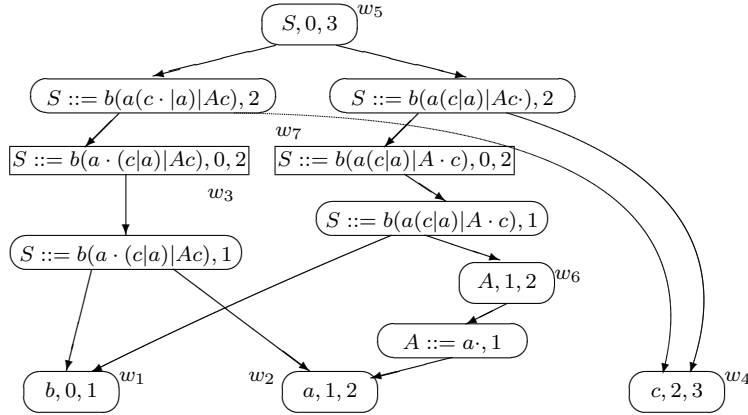 S, 0, 3 w5
S ::= b(a(c · |a)|Ac), 2 S ::= b(a(c|a)|Ac·), 2
w7
S ::= b(a · (c|a)|Ac), 0, 2 S ::= b(a(c|a)|A · c), 0, 2
w3
S ::= b(a(c|a)|A · c), 1
S ::= b(a · (c|a)|Ac), 1
A, 1, 2 w6
A ::= a·, 1
b, 0, 1 w1 w2 a, 1, 2 c, 2, 3 w4